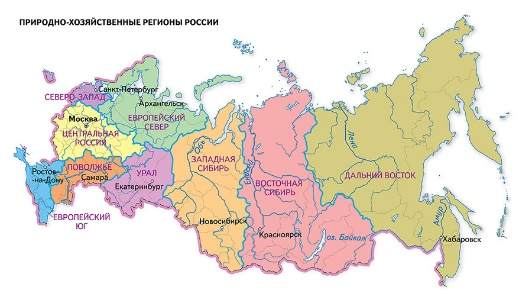 ПРИРОДНО-ХОЗЯЙСТВЕННЫЕ РЕГИОНЫ РОССИИ
Санкт-Петербург
СЕВЕРО-ЗАПАД
Архангельск
Москва
ЕВРОПЕЙСКИЙ
СЕВЕР
ЦЕНТРАЛЬНАЯ
РОССИЯ
Обь
Енисей
Лена
ЗАПАДНАЯ
СИБИРЬ
ПОВОЛЖЬЕ
УРАЛ
Ростов-
-на-Дону
Самара
Екатеринбург
ВОСТОЧНАЯ
СИБИРЬ
ДАЛЬНИЙ ВОСТОК
ЕВРОПЕЙСКИЙ
ЮГ
Новосибирск
Красноярск
оз. Байкал
Амур
Хабаровск